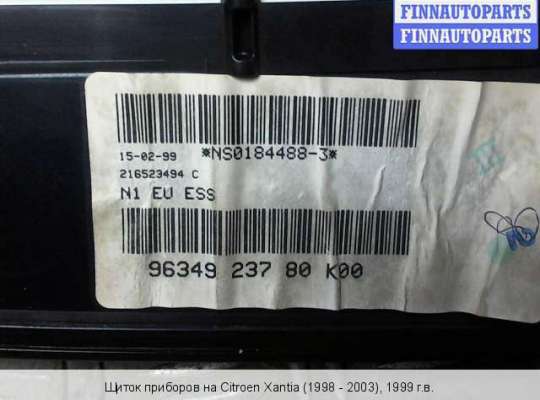 FINNAUTOPARTS
FINNAUTOPARTS
15-02-99 *NS0184488-3*
216523494 C
N1 EU ESS
96349 237 80 K00
Щиток приборов на Citroen Xantia (1998 - 2003), 1999 г.в.